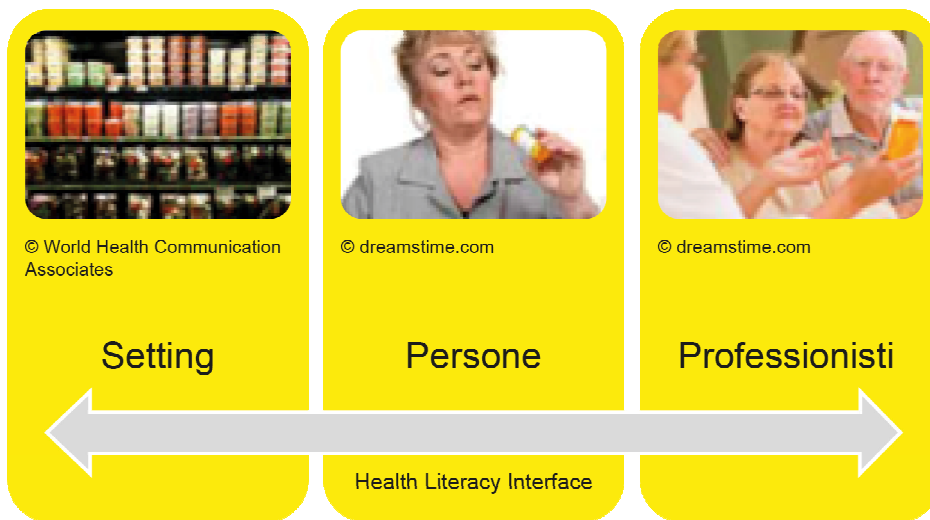 © World Health Communication
Associates
© dreamstime.com
© dreamstime.com
Setting
Persone
Professionisti
Health Literacy Interface